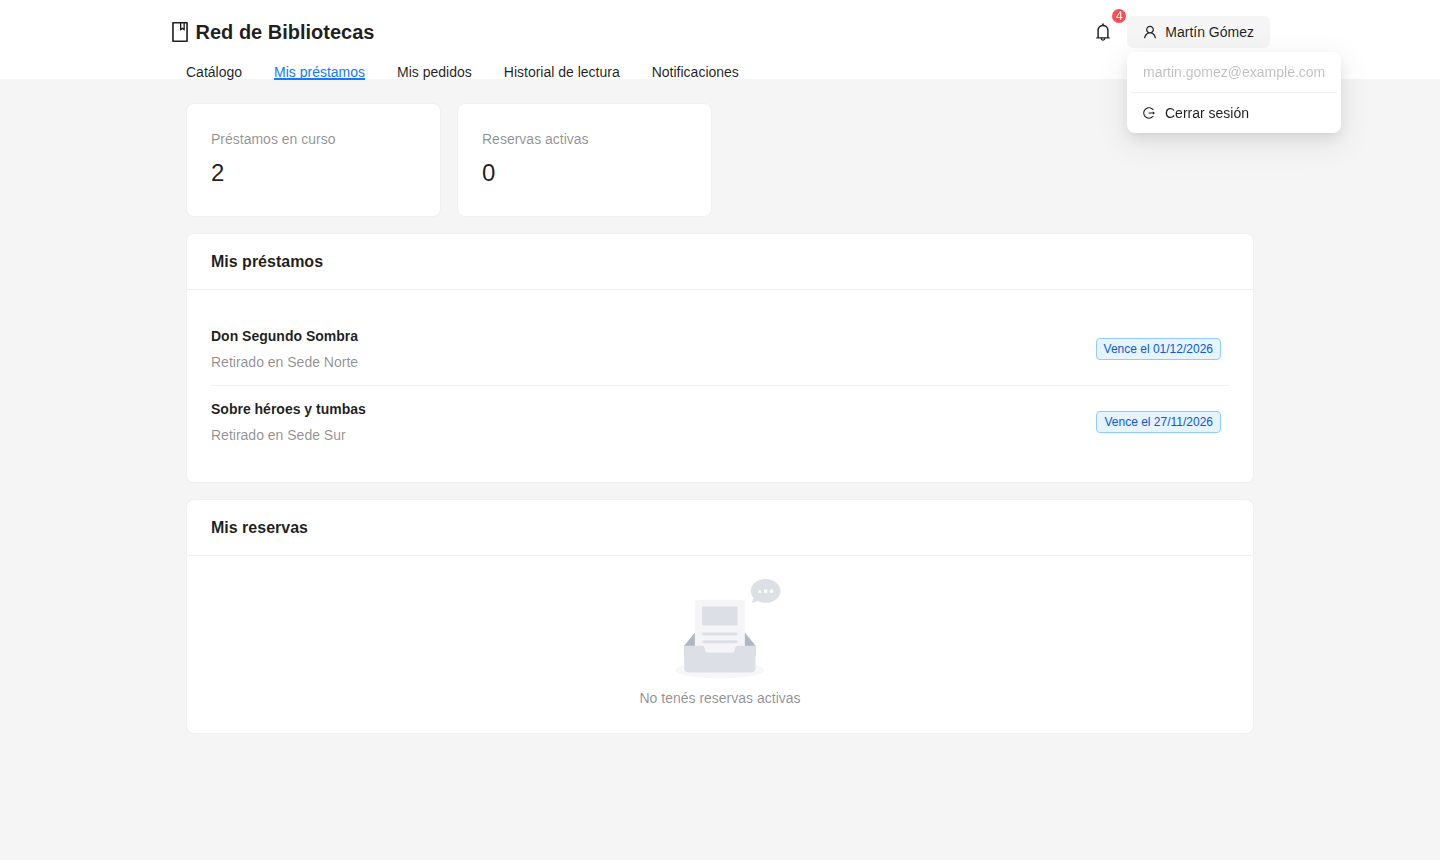 Red de Bibliotecas
4
Martín Gómez
Catálogo
Mis préstamos
Mis pedidos
Historial de lectura
Notificaciones
martin.gomez@example.com
Cerrar sesión
Préstamos en curso
2
Reservas activas
0
Mis préstamos
Don Segundo Sombra
Retirado en Sede Norte
Vence el 01/12/2026
Sobre héroes y tumbas
Retirado en Sede Sur
Vence el 27/11/2026
Mis reservas
No tenés reservas activas